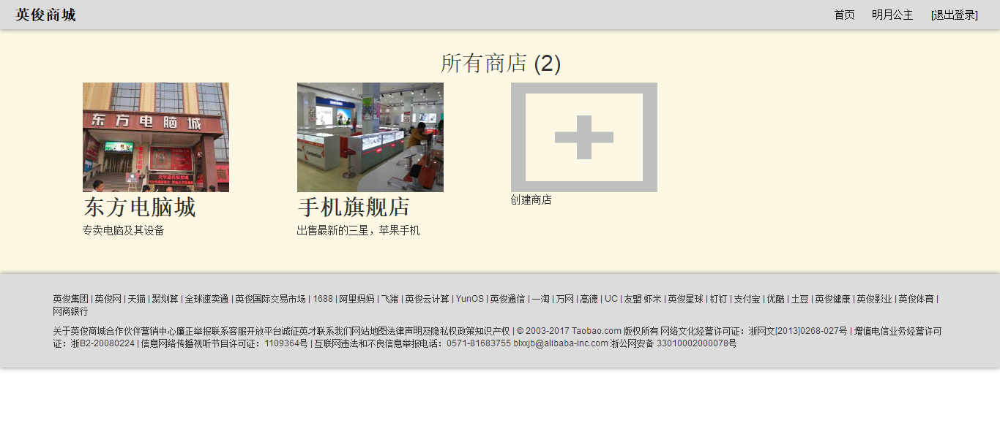 英俊商城
首页 明月公主 [退出登录]
所有商店 (2)
东方电脑城
东方电脑城
专卖电脑及其设备
手机旗舰店
出售最新的三星，苹果手机
创建商店
英俊集团 | 英俊网 | 天猫 | 聚划算 | 全球速卖通 | 英俊国际交易市场 | 1688 | 阿里妈妈 | 飞猪 | 英俊云计算 | YunOS | 英俊通信 | 一淘 | 万网 | 高德 | UC | 友盟 虾米 | 英俊星球 | 钉钉 | 支付宝 | 优酷 | 土豆 | 英俊健康 | 英俊影业 | 英俊体育 |
网商银行
关于英俊商城合作伙伴营销中心廉正举报联系客服开放平台诚征英才联系我们网站地图法律声明及隐私权政策知识产权 | © 2003-2017 Taobao.com 版权所有 网络文化经营许可证：浙网文[2013]0268-027号 | 增值电信业务经营许可
证：浙B2-20080224 | 信息网络传播视听节目许可证：1109364号 | 互联网违法和不良信息举报电话：0571-81683755 blxxjb@alibaba-inc.com 浙公网安备 33010002000078号